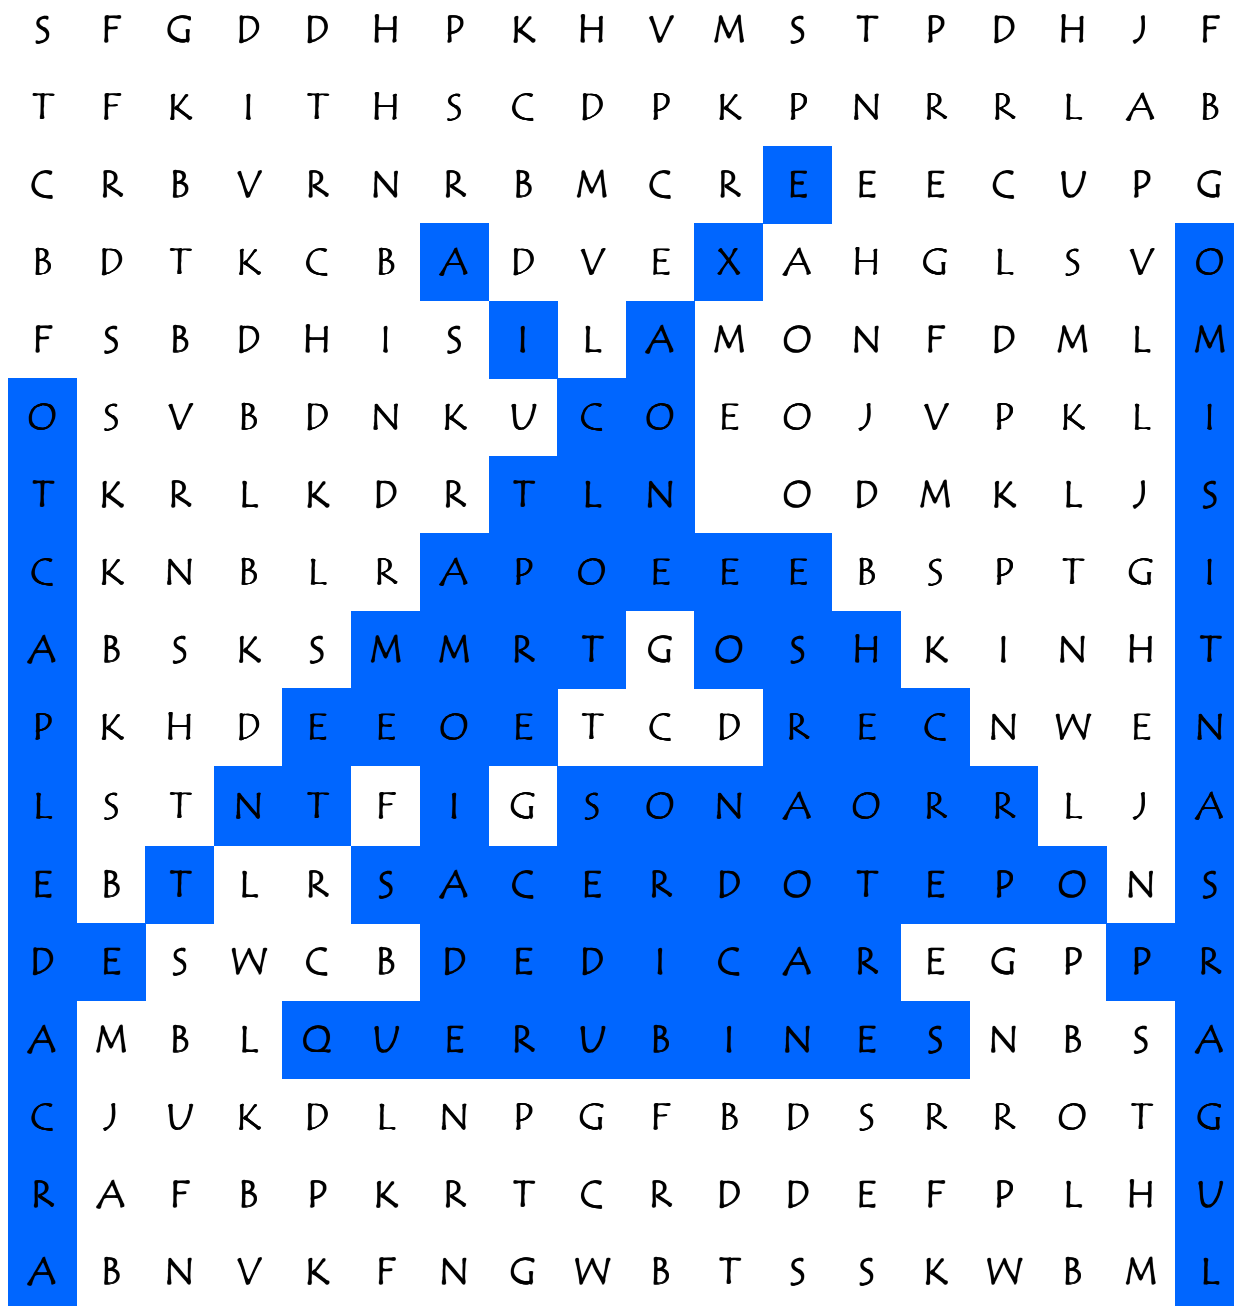 S F G D D H P K H V M S T P D H J F
T F K I T H S C D P K P N R R L A B
C R B V R N R B M C R E E E C U P G
B D T K C B A D V E X A H G L S V O
F S B D H I S I L A M O N F D M L M
O S V B D N K U C O E O J V P K L I
T K R L K D R T L N O D M K L J S
C K N B L R A P O E E E B S P T G I
A B S K S M M R T G O S H K I N H T
P K H D E E O E T C D R E C N W E N
L S T N T F I G S O N A O R R L J A
E B T L R S A C E R D O T E P O N S
D E S W C B D E D I C A R E G P P R
A M B L Q U E R U B I N E S N B S A
C J U K D L N P G F B D S R R O T G
R A F B P K R T C R D D E F P L H U
A B N V K F N G W B T S S K W B M L